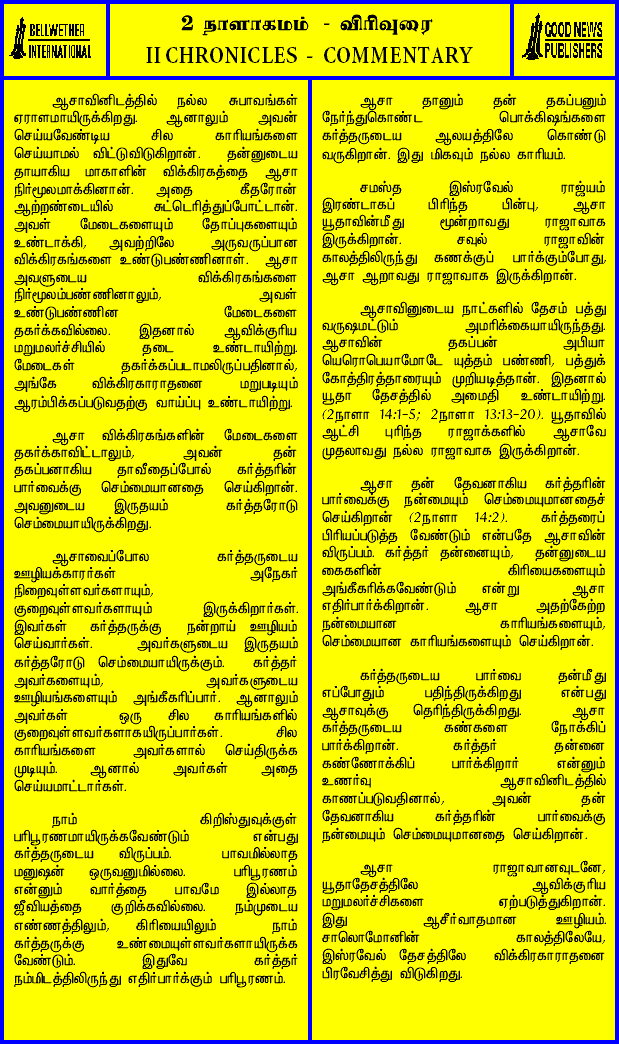 BELLWETHER
INTERNATIONAL
2 நாளாகமம் - விரிவுரை
II CHRONICLES - COMMENTARY
GOOD NEWS
PUBLISHERS
ஆசாவினிடத்தில் நல்ல சுபாவங்கள்
ஏராளமாயிருக்கிறது. ஆனாலும் அவன்
செய்யவேண்டிய சில காரியங்களை
செய்யாமல் விட்டுவிடுகிறான். தன்னுடைய
தாயாகிய மாகாளின் விக்கிரகத்தை ஆசா
நிர்மூலமாக்கினான். அதை கீதரோன்
ஆற்றண்டையில் சுட்டெரித்துப்போட்டான்.
அவள் மேடைகளையும் தோப்புகளையும்
உண்டாக்கி, அவற்றிலே அருவருப்பான
விக்கிரகங்களை உண்டுபண்ணினாள். ஆசா
அவளுடைய விக்கிரகங்களை
நிர்மூலம்பண்ணினாலும், அவள்
உண்டுபண்ணின மேடைகளை
தகர்க்கவில்லை. இதனால் ஆவிக்குரிய
மறுமலர்ச்சியில் தடை உண்டாயிற்று.
மேடைகள் தகர்க்கப்படாமலிருப்பதினால்,
அங்கே விக்கிரகாராதனை மறுபடியும்
ஆரம்பிக்கப்படுவதற்கு வாய்ப்பு உண்டாயிற்று.
ஆசா விக்கிரகங்களின் மேடைகளை
தகர்க்காவிட்டாலும், அவன் தன்
தகப்பனாகிய தாவீதைப்போல் கர்த்தரின்
பார்வைக்கு செம்மையானதை செய்கிறான்.
அவனுடைய இருதயம் கர்த்தரோடு
செம்மையாயிருக்கிறது.
ஆசாவைப்போல கர்த்தருடைய
ஊழியக்காரர்கள் அநேகர்
நிறைவுள்ளவர்களாயும்,
குறைவுள்ளவர்களாயும் இருக்கிறார்கள்.
இவர்கள் கர்த்தருக்கு நன்றாய் ஊழியம்
செய்வார்கள். அவர்களுடைய இருதயம்
கர்த்தரோடு செம்மையாயிருக்கும். கர்த்தர்
அவர்களையும், அவர்களுடைய
ஊழியங்களையும் அங்கீகரிப்பார். ஆனாலும்
அவர்கள் ஒரு சில காரியங்களில்
குறைவுள்ளவர்களாகயிருப்பார்கள். சில
காரியங்களை அவர்களால் செய்திருக்க
முடியும். ஆனால் அவர்கள் அதை
செய்யமாட்டார்கள்.
நாம் கிறிஸ்துவுக்குள்
பரிபூரணமாயிருக்கவேண்டும் என்பது
கர்த்தருடைய விருப்பம். பாவமில்லாத
மனுஷன் ஒருவனுமில்லை. பரிபூரணம்
என்னும் வார்த்தை பாவமே இல்லாத
ஜீவியத்தை குறிக்கவில்லை. நம்முடைய
எண்ணத்திலும், கிரியையிலும் நாம்
கர்த்தருக்கு உண்மையுள்ளவர்களாயிருக்க
வேண்டும். இதுவே கர்த்தர்
நம்மிடத்திலிருந்து எதிர்பார்க்கும் பரிபூரணம்.
ஆசா தானும் தன் தகப்பனும்
நேர்ந்துகொண்ட பொக்கிஷங்களை
கர்த்தருடைய ஆலயத்திலே கொண்டு
வருகிறான். இது மிகவும் நல்ல காரியம்.
சமஸ்த இஸ்ரவேல் ராஜ்யம்
இரண்டாகப் பிரிந்த பின்பு, ஆசா
யூதாவின்மீது மூன்றாவது ராஜாவாக
இருக்கிறான். சவுல் ராஜாவின்
காலத்திலிருந்து கணக்குப் பார்க்கும்போது,
ஆசா ஆறாவது ராஜாவாக இருக்கிறான்.
ஆசாவினுடைய நாட்களில் தேசம் பத்து
வருஷமட்டும் அமரிக்கையாயிருந்தது.
ஆசாவின் தகப்பன் அபியா
யெரொபெயாமோடே யுத்தம் பண்ணி, பத்துக்
கோத்திரத்தாரையும் முறியடித்தான். இதனால்
யூதா தேசத்தில் அமைதி உண்டாயிற்று.
(2நாளா 14:1-5; 2நாளா 13:13-20). யூதாவில்
ஆட்சி புரிந்த ராஜாக்களில் ஆசாவே
முதலாவது நல்ல ராஜாவாக இருக்கிறான்.
ஆசா தன் தேவனாகிய கர்த்தரின்
பார்வைக்கு நன்மையும் செம்மையுமானதைச்
செய்கிறான் (2நாளா 14:2). கர்த்தரைப்
பிரியப்படுத்த வேண்டும் என்பதே ஆசாவின்
விருப்பம். கர்த்தர் தன்னையும், தன்னுடைய
கைகளின் கிரியைகளையும்
அங்கீகரிக்கவேண்டும் என்று ஆசா
எதிர்பார்க்கிறான். ஆசா அதற்கேற்ற
நன்மையான காரியங்களையும்,
செம்மையான காரியங்களையும் செய்கிறான்.
கர்த்தருடைய பார்வை தன்மீது
எப்போதும் பதிந்திருக்கிறது என்பது
ஆசாவுக்கு தெரிந்திருக்கிறது. ஆசா
கர்த்தருடைய கண்களை நோக்கிப்
பார்க்கிறான். கர்த்தர் தன்னை
கண்ணோக்கிப் பார்க்கிறார் என்னும்
உணர்வு ஆசாவினிடத்தில்
காணப்படுவதினால், அவன் தன்
தேவனாகிய கர்த்தரின் பார்வைக்கு
நன்மையும் செம்மையுமானதை செய்கிறான்.
ஆசா ராஜாவானவுடனே,
யூதாதேசத்திலே ஆவிக்குரிய
மறுமலர்ச்சிகளை ஏற்படுத்துகிறான்.
இது ஆசீர்வாதமான ஊழியம்.
சாலொமோனின் காலத்திலேயே,
இஸ்ரவேல் தேசத்திலே விக்கிரகாராதனை
பிரவேசித்து விடுகிறது.